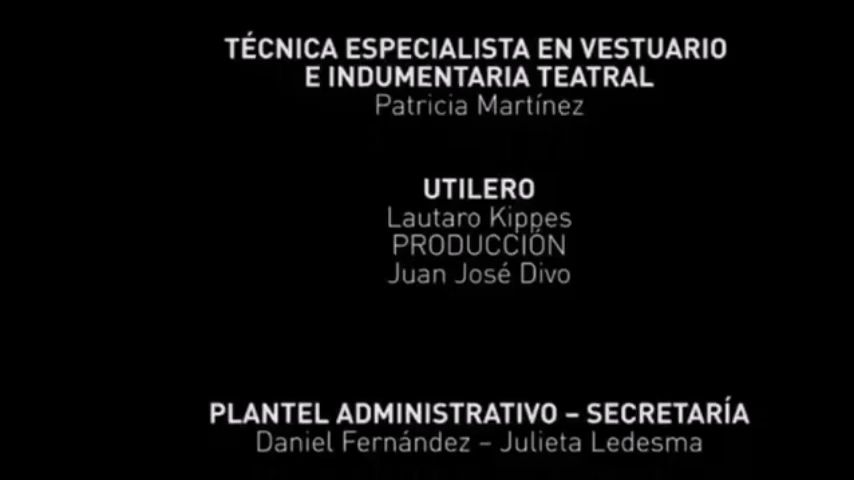 TÉCNICA ESPECIALISTA EN VESTUARIO
E INDUMENTARIA TEATRAL
Patricia Martínez
UTILERO
Lautaro Kippes
PRODUCCIÓN
Juan José Divo
PLANTEL ADMINISTRATIVO – SECRETARÍA
Daniel Fernández – Julieta Ledesma